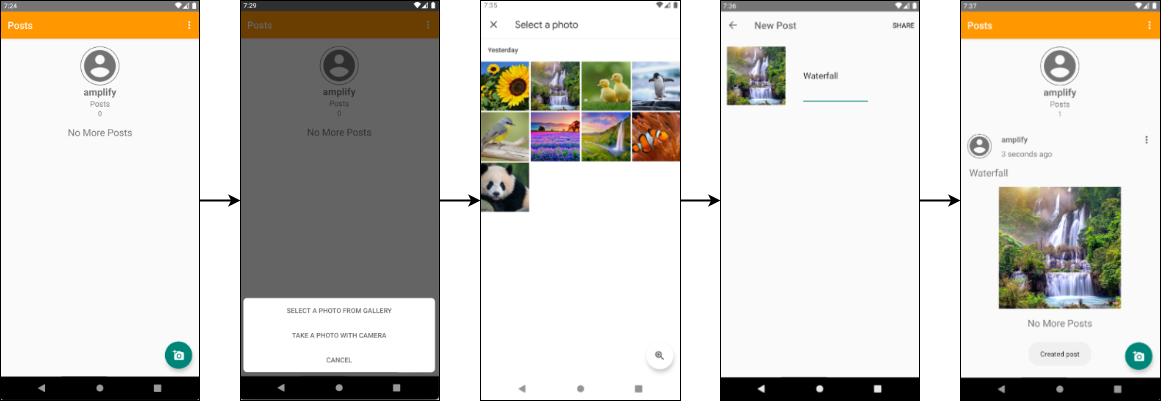 7:24
Posts
amplify
Posts
0
No More Posts
7:29
Posts
amplify
Posts
0
No More Posts
SELECT A PHOTO FROM GALLERY
TAKE A PHOTO WITH CAMERA
CANCEL
7:35
Select a photo
Yesterday
7:36
New Post
SHARE
Waterfall
7:37
Posts
amplify
Posts
1
amplify
3 seconds ago
Waterfall
No More Posts
Created post